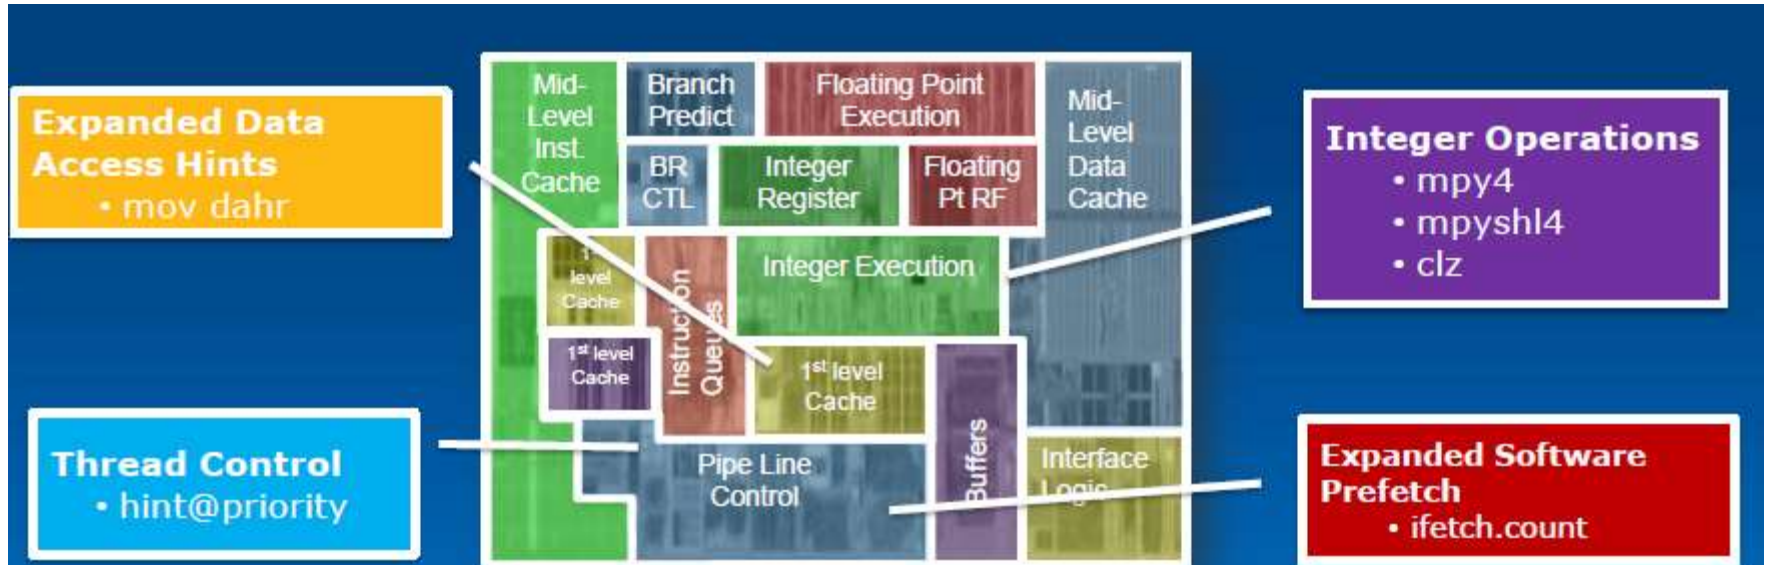 Expanded Data
Access Hints
• mov dahr
Thread Control
• hint@priority
Mid-
Level
Inst.
Cache
Branch
Predict
Floating Point
Execution
Mid-
Level
Data
Cache
BR
CTL
Integer
Register
Floating
Pt RF
1st
level
Cache
Instruction
Queues
Integer Execution
1st level
Cache
1st level
Cache
Pipe Line
Control
Buffers
Interface
Logic
Integer Operations
• mpy4
• mpyshl4
• clz
Expanded Software
Prefetch
• ifetch.count